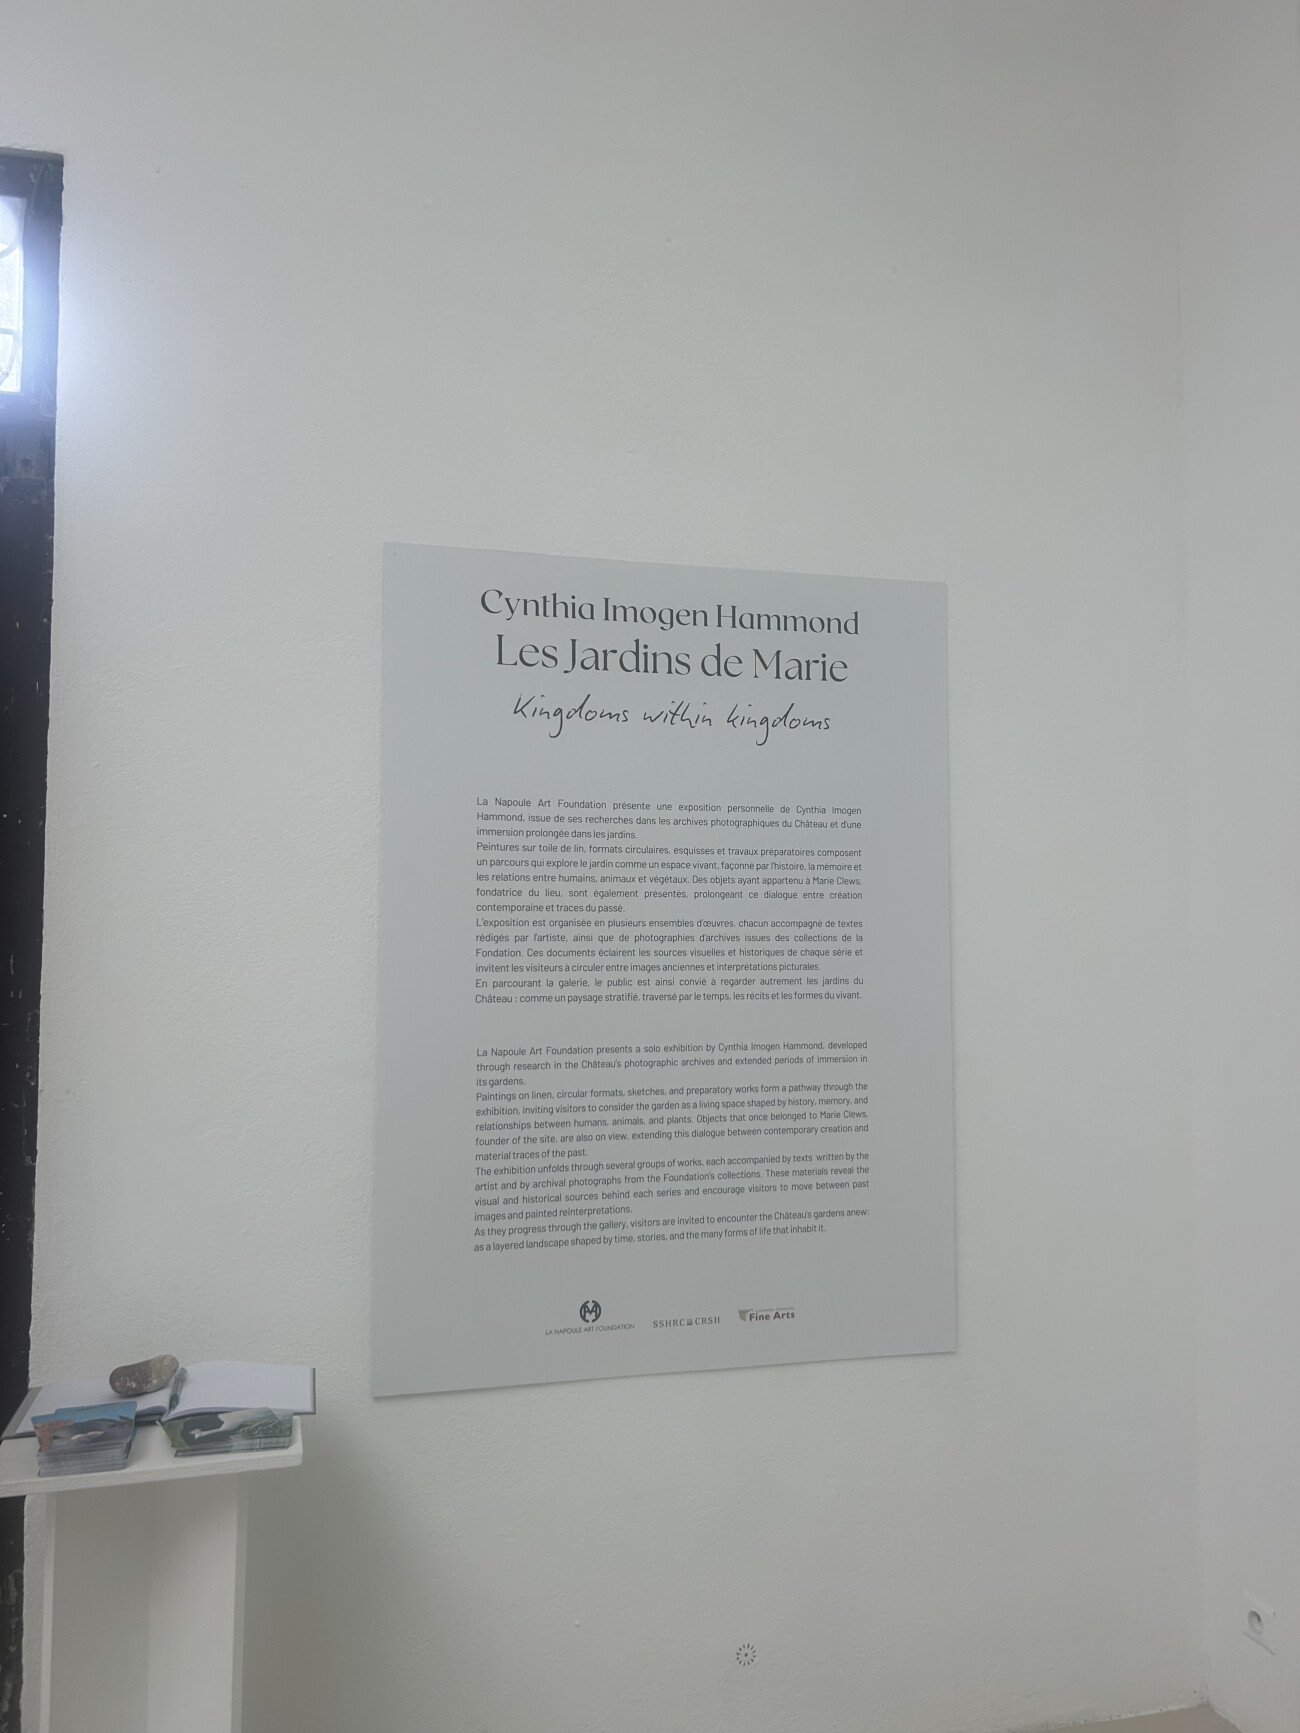 Cynthia Imogen Hammond
Les Jardins de Marie
Kingdoms within kingdoms
La Napoule Art Foundation présente une exposition personnelle de Cynthia Imogen
Hammond, issue de ses recherches dans les archives photographiques du Château et d'une
immersion prolongée dans les jardins.
Peintures sur toile de lin, formats circulaires, esquisses et travaux préparatoires composent
un parcours qui explore le jardin comme un espace vivant, façonné par l'histoire, la mémoire et
les relations entre humains, animaux et végétaux. Des objets ayant appartenu à Marie Clews,
fondatrice du lieu, sont également présentés, prolongeant ce dialogue entre création
contemporaine et traces du passé.
L'exposition est organisée en plusieurs ensembles d'œuvres, chacun accompagné de textes
rédigés par l'artiste, ainsi que de photographies d'archives issues des collections de la
Fondation. Ces documents éclairent les sources visuelles et historiques de chaque série et
invitent les visiteurs à circuler entre images anciennes et interprétations picturales.
En parcourant la galerie, le public est ainsi convié à regarder autrement les jardins du
Château : comme un paysage stratifié, traversé par le temps, les récits et les formes du vivant.
La Napoule Art Foundation presents a solo exhibition by Cynthia Imogen Hammond, developed
through research in the Château's photographic archives and extended periods of immersion in
its gardens.
Paintings on linen, circular formats, sketches, and preparatory works form a pathway through the
exhibition, inviting visitors to consider the garden as a living space shaped by history, memory, and
relationships between humans, animals, and plants. Objects that once belonged to Marie Clews,
founder of the site, are also on view, extending this dialogue between contemporary creation and
material traces of the past.
The exhibition unfolds through several groups of works, each accompanied by texts written by the
artist and by archival photographs from the Foundation's collections. These materials reveal the
visual and historical sources behind each series and encourage visitors to move between past
images and painted reinterpretations.
As they progress through the gallery, visitors are invited to encounter the Château's gardens anew:
as a layered landscape shaped by time, stories, and the many forms of life that inhabit it.
LA NAPOULE ART FOUNDATION
SSHRC CRSH
Fine Arts